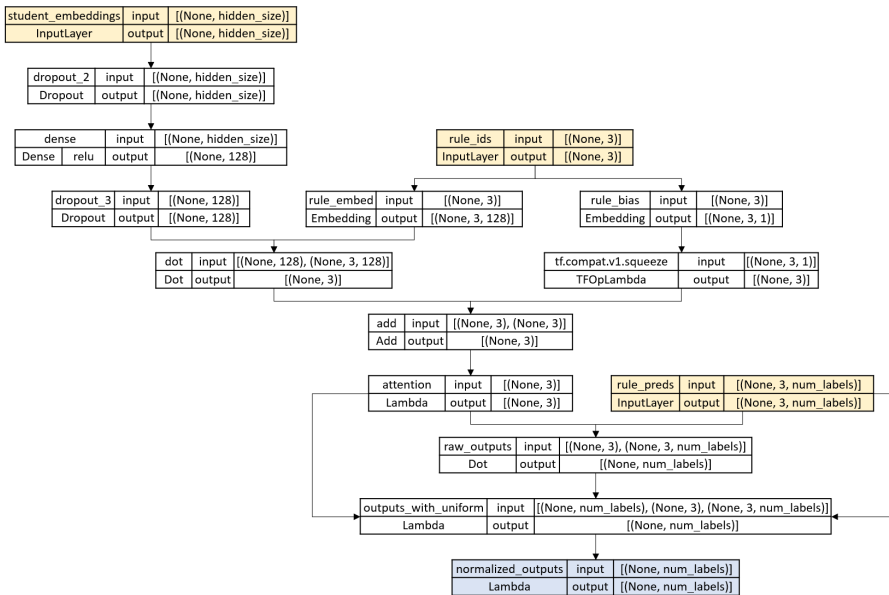 student_embeddings input [(None, hidden_size)]
InputLayer output [(None, hidden_size)]
dropout_2 input [(None, hidden_size)]
Dropout output [(None, hidden_size)]
dense input [(None, hidden_size)]
Dense relu output [(None, 128)]
rule_ids input [(None, 3)]
InputLayer output [(None, 3)]
dropout_3 input [(None, 128)]
Dropout output [(None, 128)]
rule_embed input [(None, 3)]
Embedding output [(None, 3, 128)]
rule_bias input [(None, 3)]
Embedding output [(None, 3, 1)]
dot input [(None, 128), (None, 3, 128)]
Dot output [(None, 3)]
tf.compat.v1.squeeze input [(None, 3, 1)]
TFOpLambda output [(None, 3)]
add input [(None, 3), (None, 3)]
Add output [(None, 3)]
attention input [(None, 3)]
Lambda output [(None, 3)]
rule_preds input [(None, 3, num_labels)]
InputLayer output [(None, 3, num_labels)]
raw_outputs input [(None, 3), (None, 3, num_labels)]
Dot output [(None, num_labels)]
outputs_with_uniform input [(None, num_labels), (None, 3), (None, 3, num_labels)]
Lambda output [(None, num_labels)]
normalized_outputs input [(None, num_labels)]
Lambda output [(None, num_labels)]